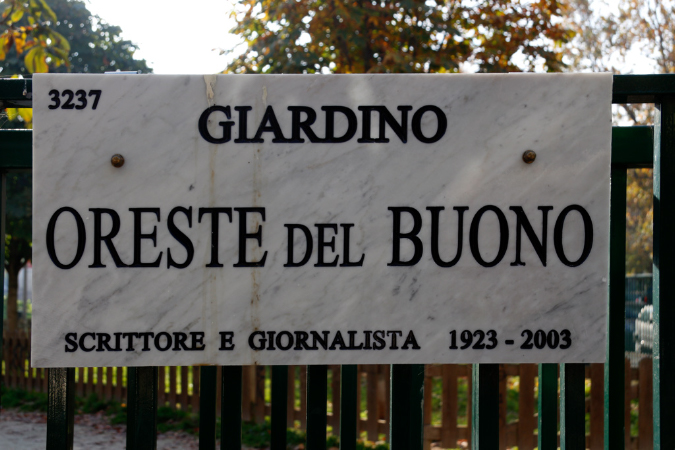 3237
GIARDINO
ORESTE DEL BUONO
SCRITTORE E GIORNALISTA 1923 - 2003